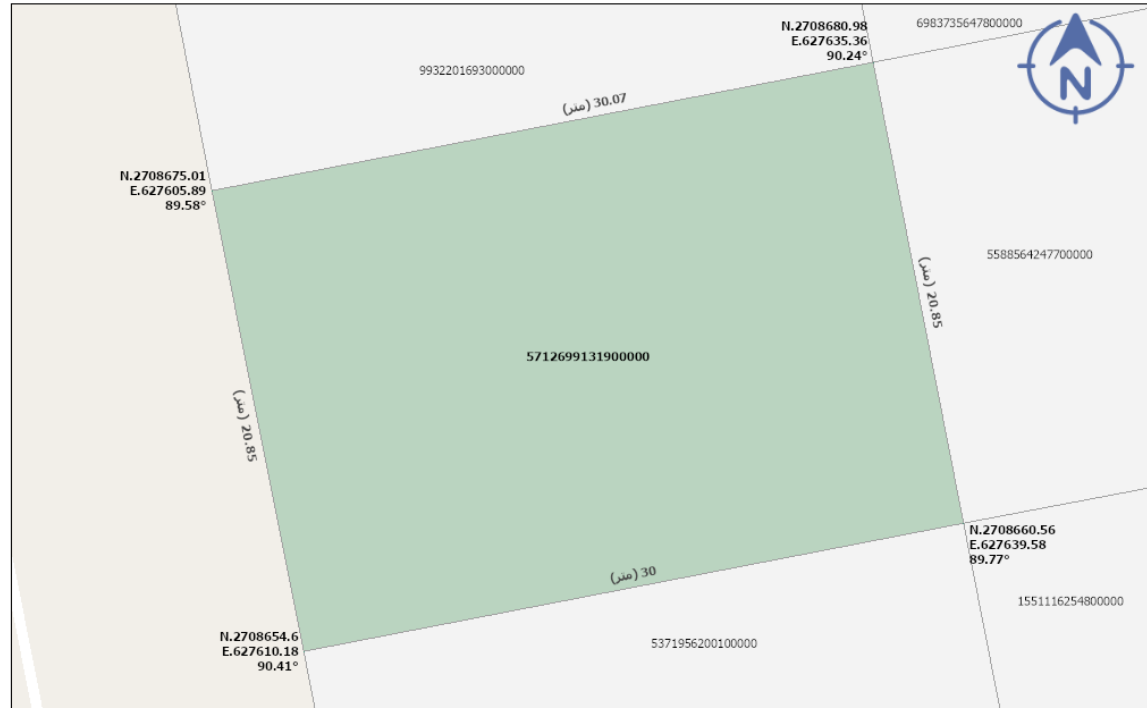 N.2708680.98
E.627635.36
90.24°
6983735647800000
N
9932201693000000
30.07 (متر)
N.2708675.01
E.627605.89
89.58°
5588564247700000
20.85 (متر)
5712699131900000
20.85 (متر)
N.2708660.56
E.627639.58
89.77°
30 (متر)
1551116254800000
N.2708654.6
E.627610.18
90.41°
5371956200100000